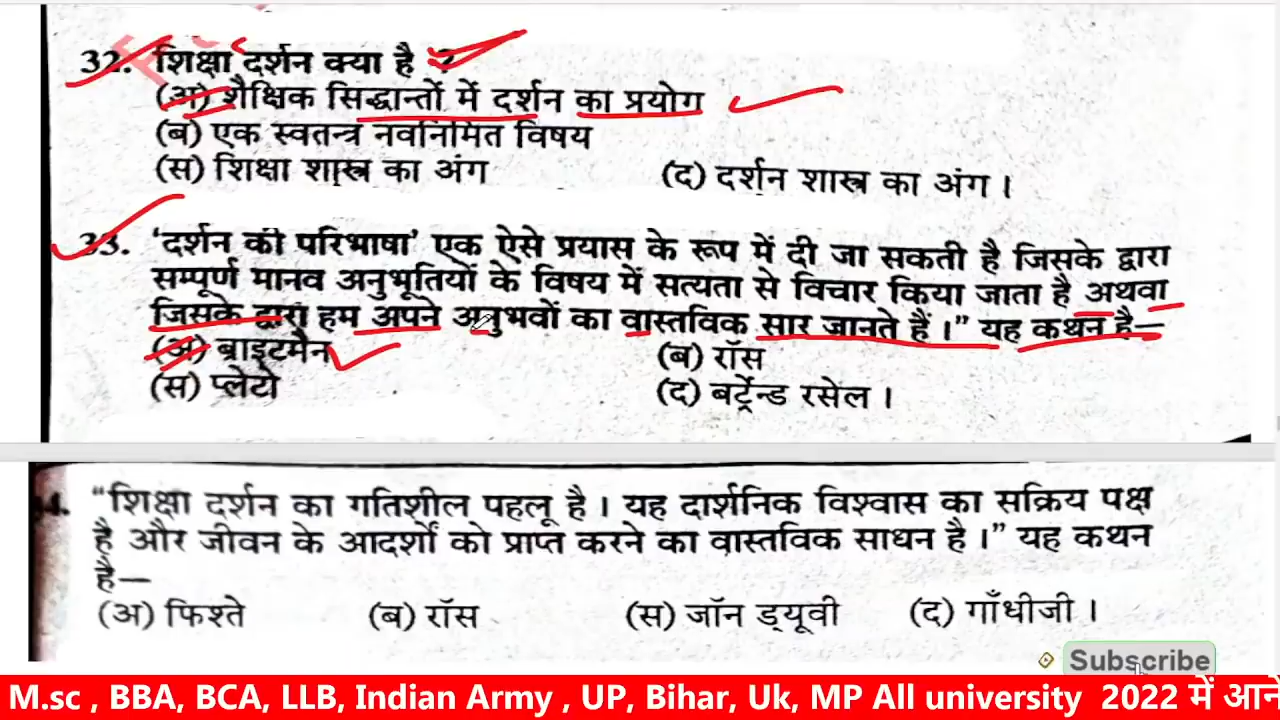 32. शिक्षा दर्शन क्या है ?
(अ) शैक्षिक सिद्धान्तों में दर्शन का प्रयोग
(ब) एक स्वतन्त्र नवनिर्मित विषय
(स) शिक्षा शास्त्र का अंग (द) दर्शन शास्त्र का अंग ।
33. 'दर्शन की परिभाषा' एक ऐसे प्रयास के रूप में दी जा सकती है जिसके द्वारा
सम्पूर्ण मानव अनुभूतियों के विषय में सत्यता से विचार किया जाता है अथवा
जिसके द्वारा हम अपने अनुभवों का वास्तविक सार जानते हैं ।" यह कथन है—
(अ) ब्राइटमैन (ब) रॉस
(स) प्लेटो (द) बर्ट्रेन्ड रसेल ।
4. "शिक्षा दर्शन का गतिशील पहलू है । यह दार्शनिक विश्वास का सक्रिय पक्ष
है और जीवन के आदर्शों को प्राप्त करने का वास्तविक साधन है ।" यह कथन
है—
(अ) फिश्ते (ब) रॉस (स) जॉन ड्यूवी (द) गाँधीजी ।
Subscribe
M.sc , BBA, BCA, LLB, Indian Army , UP, Bihar, Uk, MP All university 2022 में आने